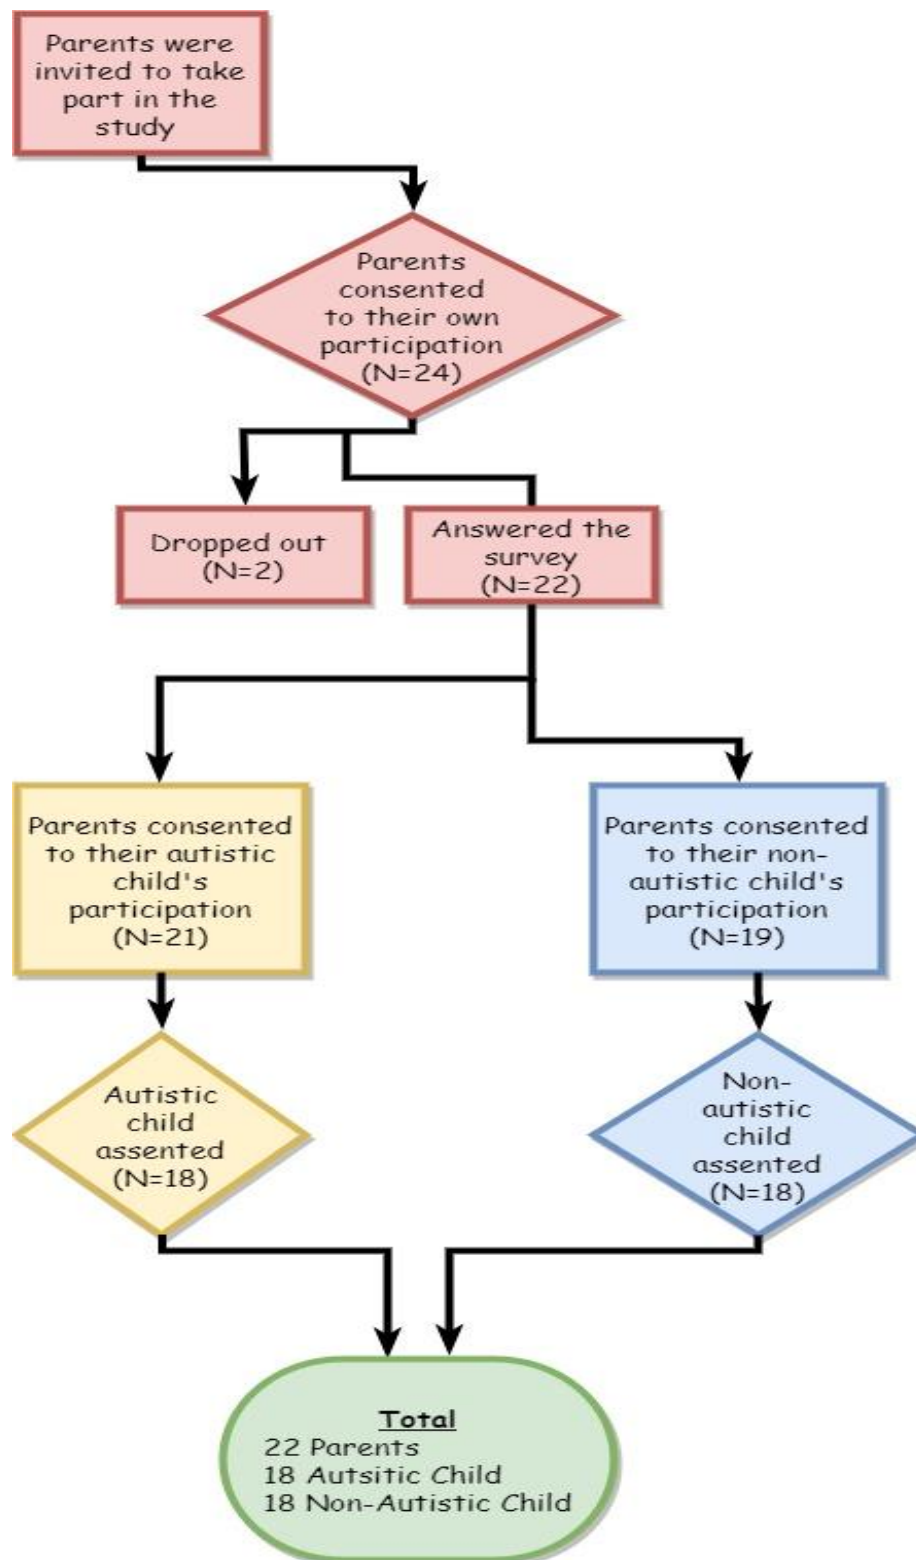 Parents were
invited to take
part in the
study
Parents
consented
to their own
participation
(N=24)
Dropped out
(N=2)
Answered the
survey
(N=22)
Parents consented
to their autistic
child's
participation
(N=21)
Parents consented
to their non-
autistic child's
participation
(N=19)
Autistic
child
assented
(N=18)
Non-
autistic
child
assented
(N=18)
Total
22 Parents
18 Autsitic Child
18 Non-Autistic Child